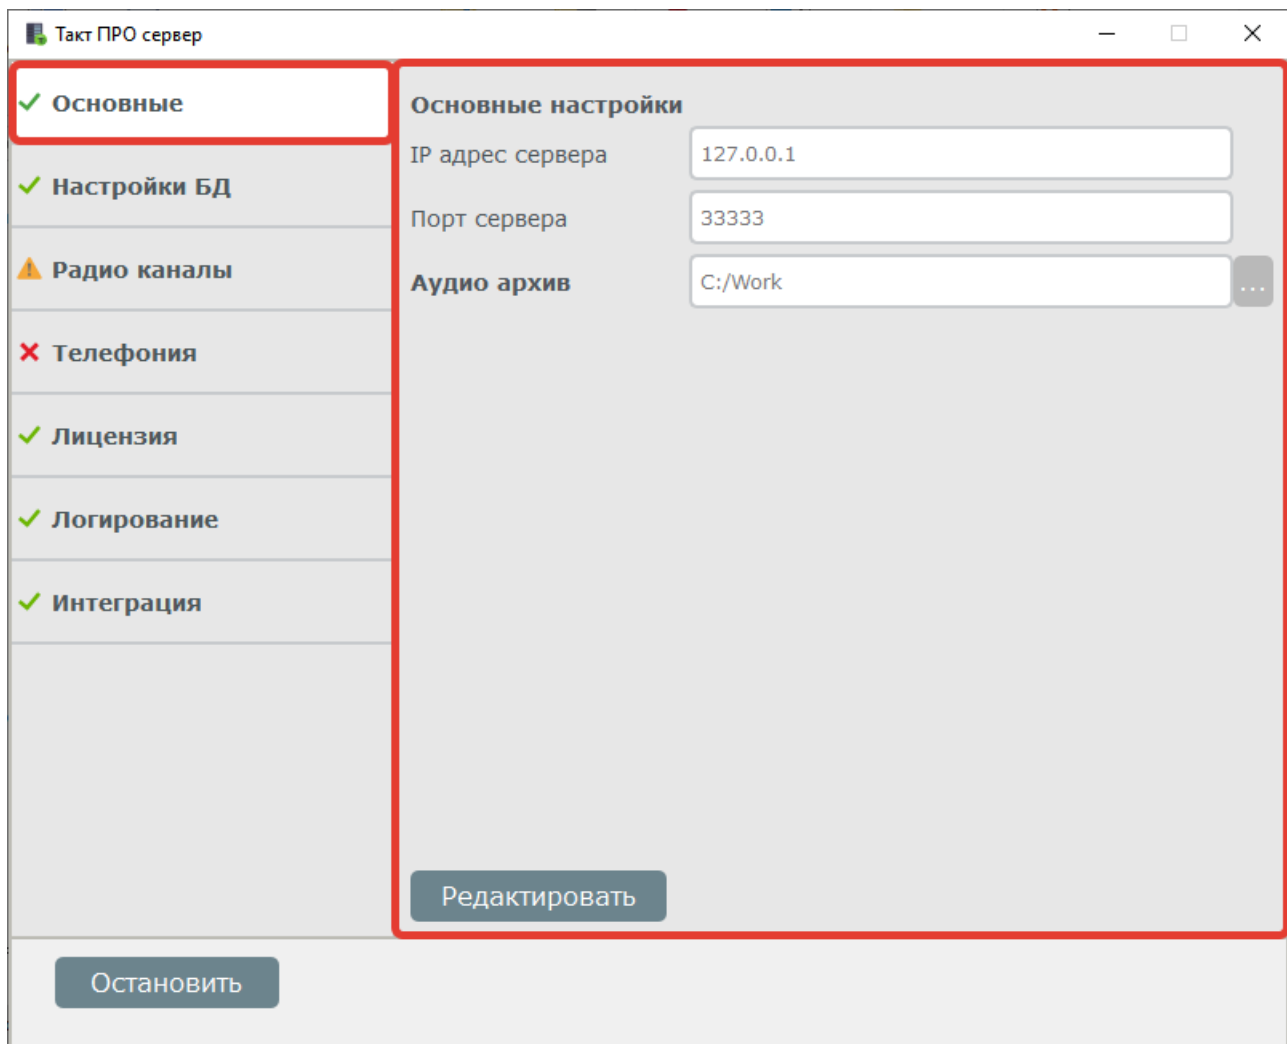 Такт ПРО сервер
Основные
Настройки БД
Радио каналы
Телефония
Лицензия
Логирование
Интеграция
Основные настройки
IP адрес сервера 127.0.0.1
Порт сервера 33333
Аудио архив C:/Work ...
Редактировать
Остановить